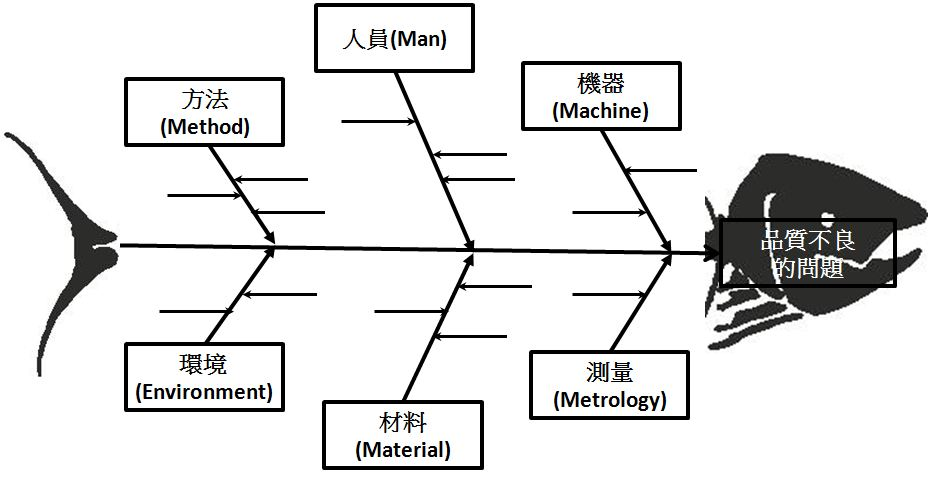 人員(Man)
方法
(Method)
機器
(Machine)
品質不良
的問題
環境
(Environment)
材料
(Material)
測量
(Metrology)